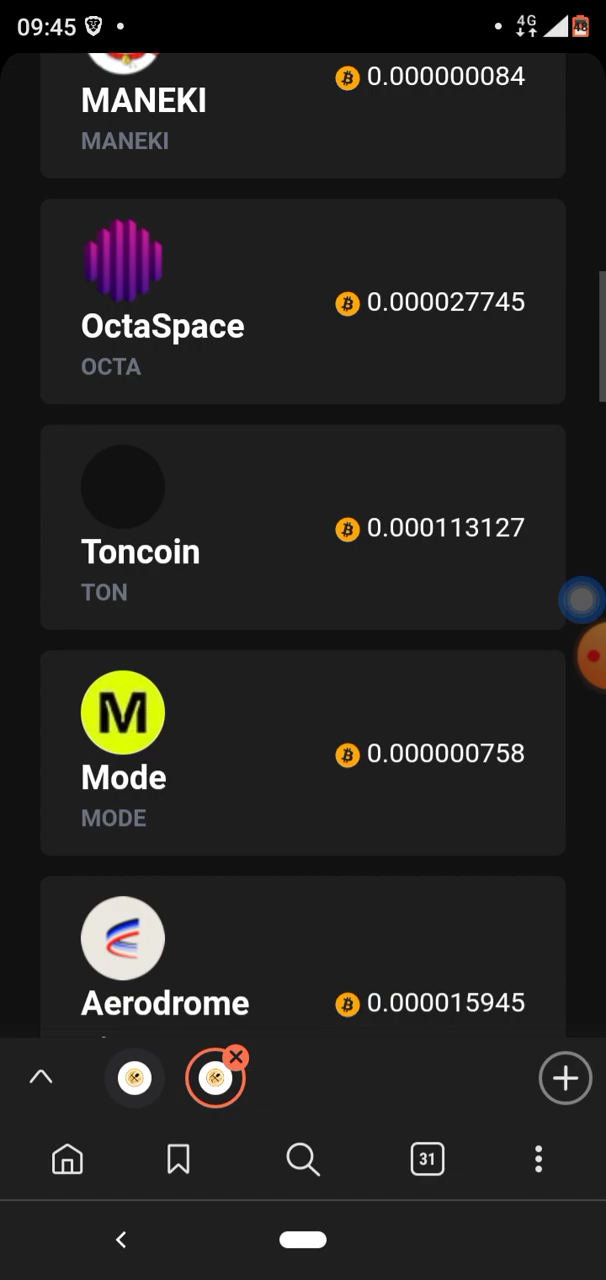 09:45
4G
48
MANEKI
0.000000084
MANEKI
OctaSpace
0.000027745
OCTA
Toncoin
0.000113127
TON
M
Mode
0.000000758
MODE
Aerodrome
0.000015945
31